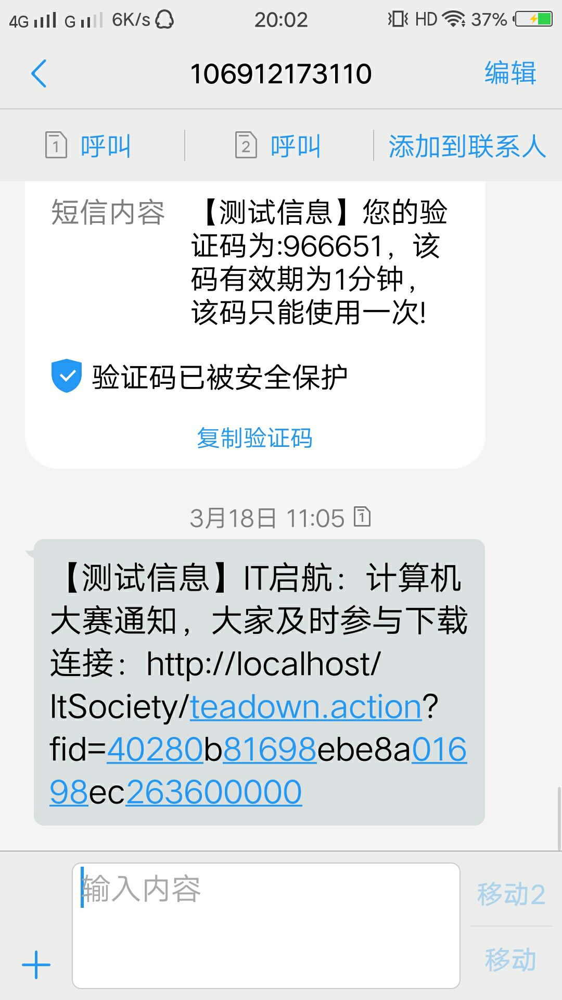 4G G 6K/s 20:02 HD 37%
106912173110 编辑
1 呼叫 2 呼叫 添加到联系人
短信内容 【测试信息】您的验
证码为:966651，该
码有效期为1分钟，
该码只能使用一次!
验证码已被安全保护
复制验证码
3月18日 11:05 1
【测试信息】IT启航：计算机
大赛通知，大家及时参与下载
连接：http://localhost/
ItSociety/teadown.action?
fid=40280b81698ebe8a016
98ec263600000
输入内容
移动2
移动